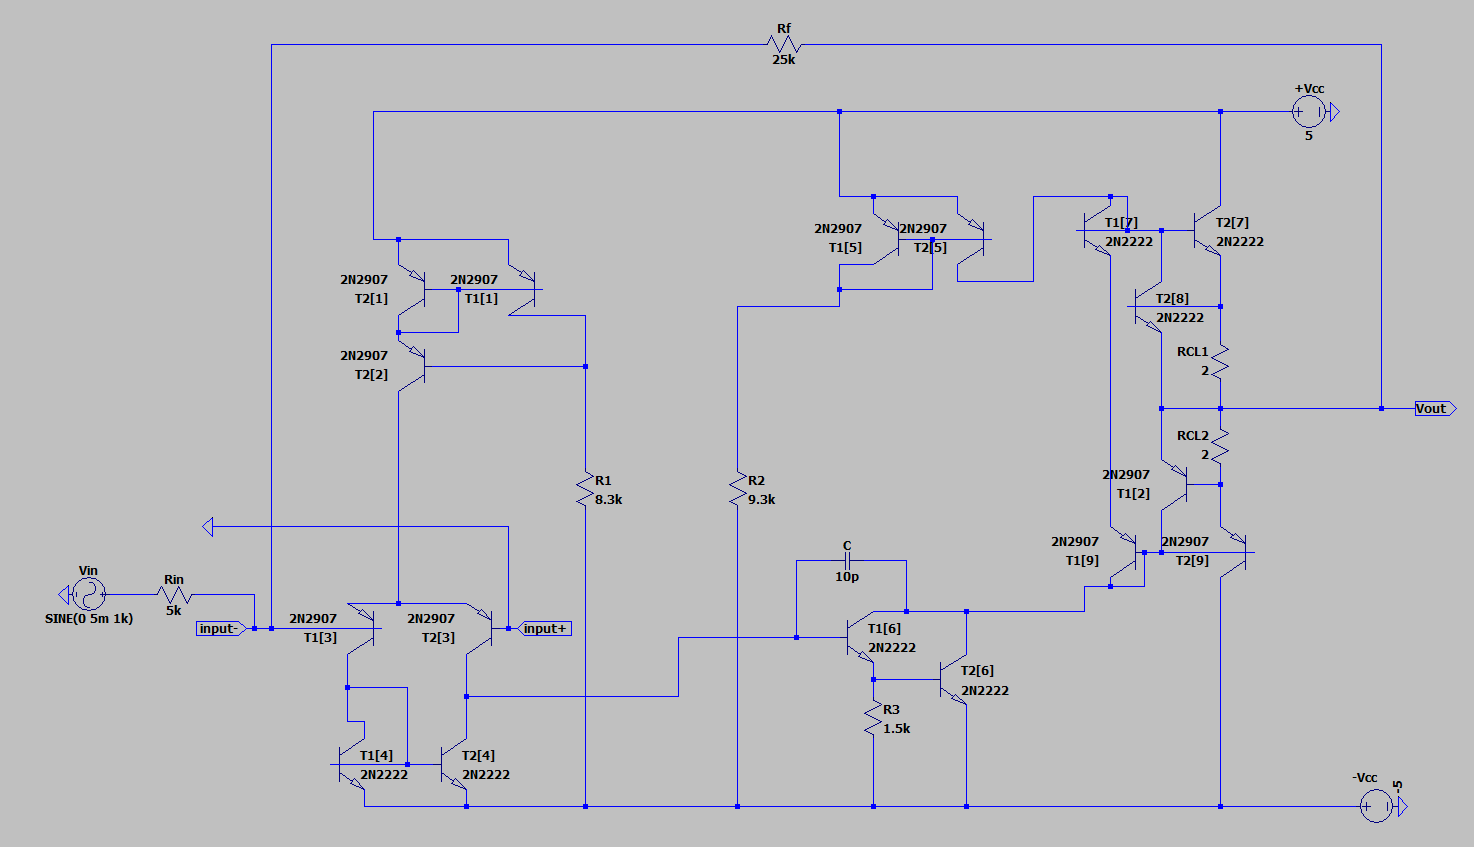 Rf
25k
+Vcc
5
2N2907
T1[5]
2N2907
T2[5]
T1[7]
2N2222
T2[7]
2N2222
2N2907
T2[1]
2N2907
T1[1]
T2[8]
2N2222
2N2907
T2[2]
RCL1
2
Vout
RCL2
2
R1
8.3k
R2
9.3k
2N2907
T1[2]
2N2907
T1[9]
2N2907
T2[9]
C
10p
Vin
SINE(0 5m 1k)
Rin
5k
input-
2N2907
T1[3]
2N2907
T2[3]
input+
T1[6]
2N2222
T2[6]
2N2222
R3
1.5k
T1[4]
2N2222
T2[4]
2N2222
-Vcc
-5